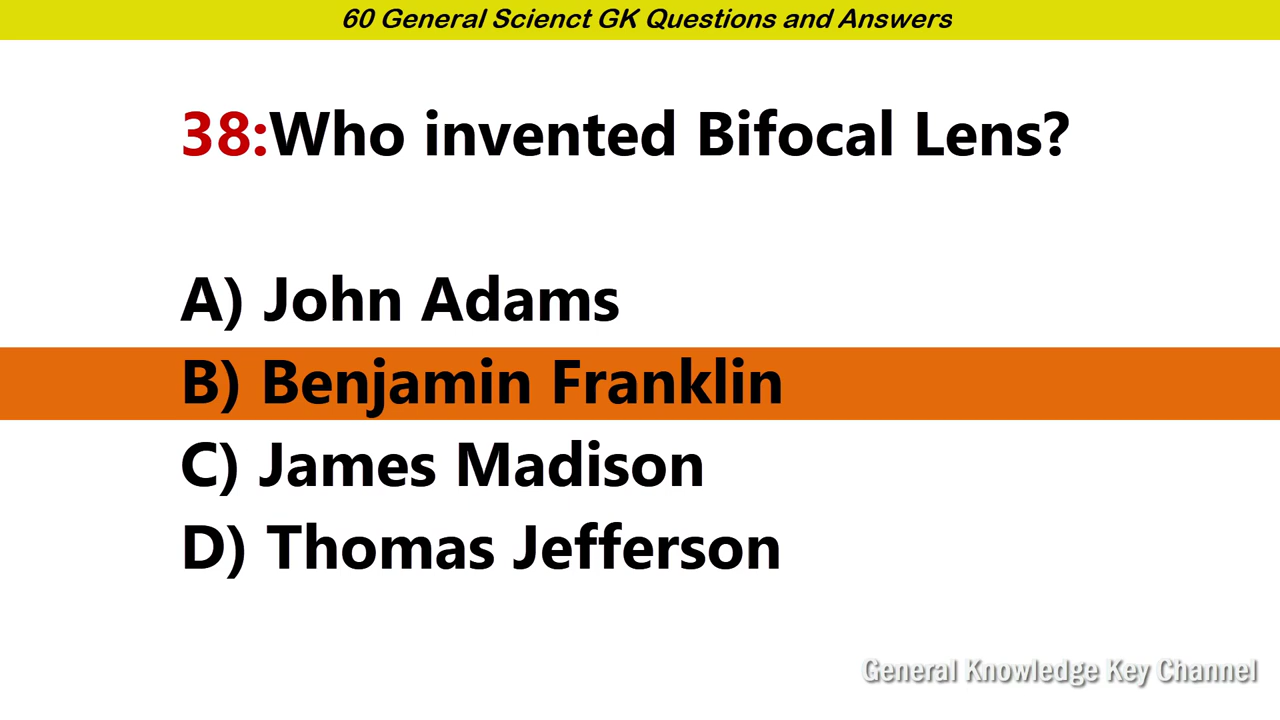 60 General Scienct GK Questions and Answers
38:Who invented Bifocal Lens?
A) John Adams
B) Benjamin Franklin
C) James Madison
D) Thomas Jefferson
General Knowledge Key Channel